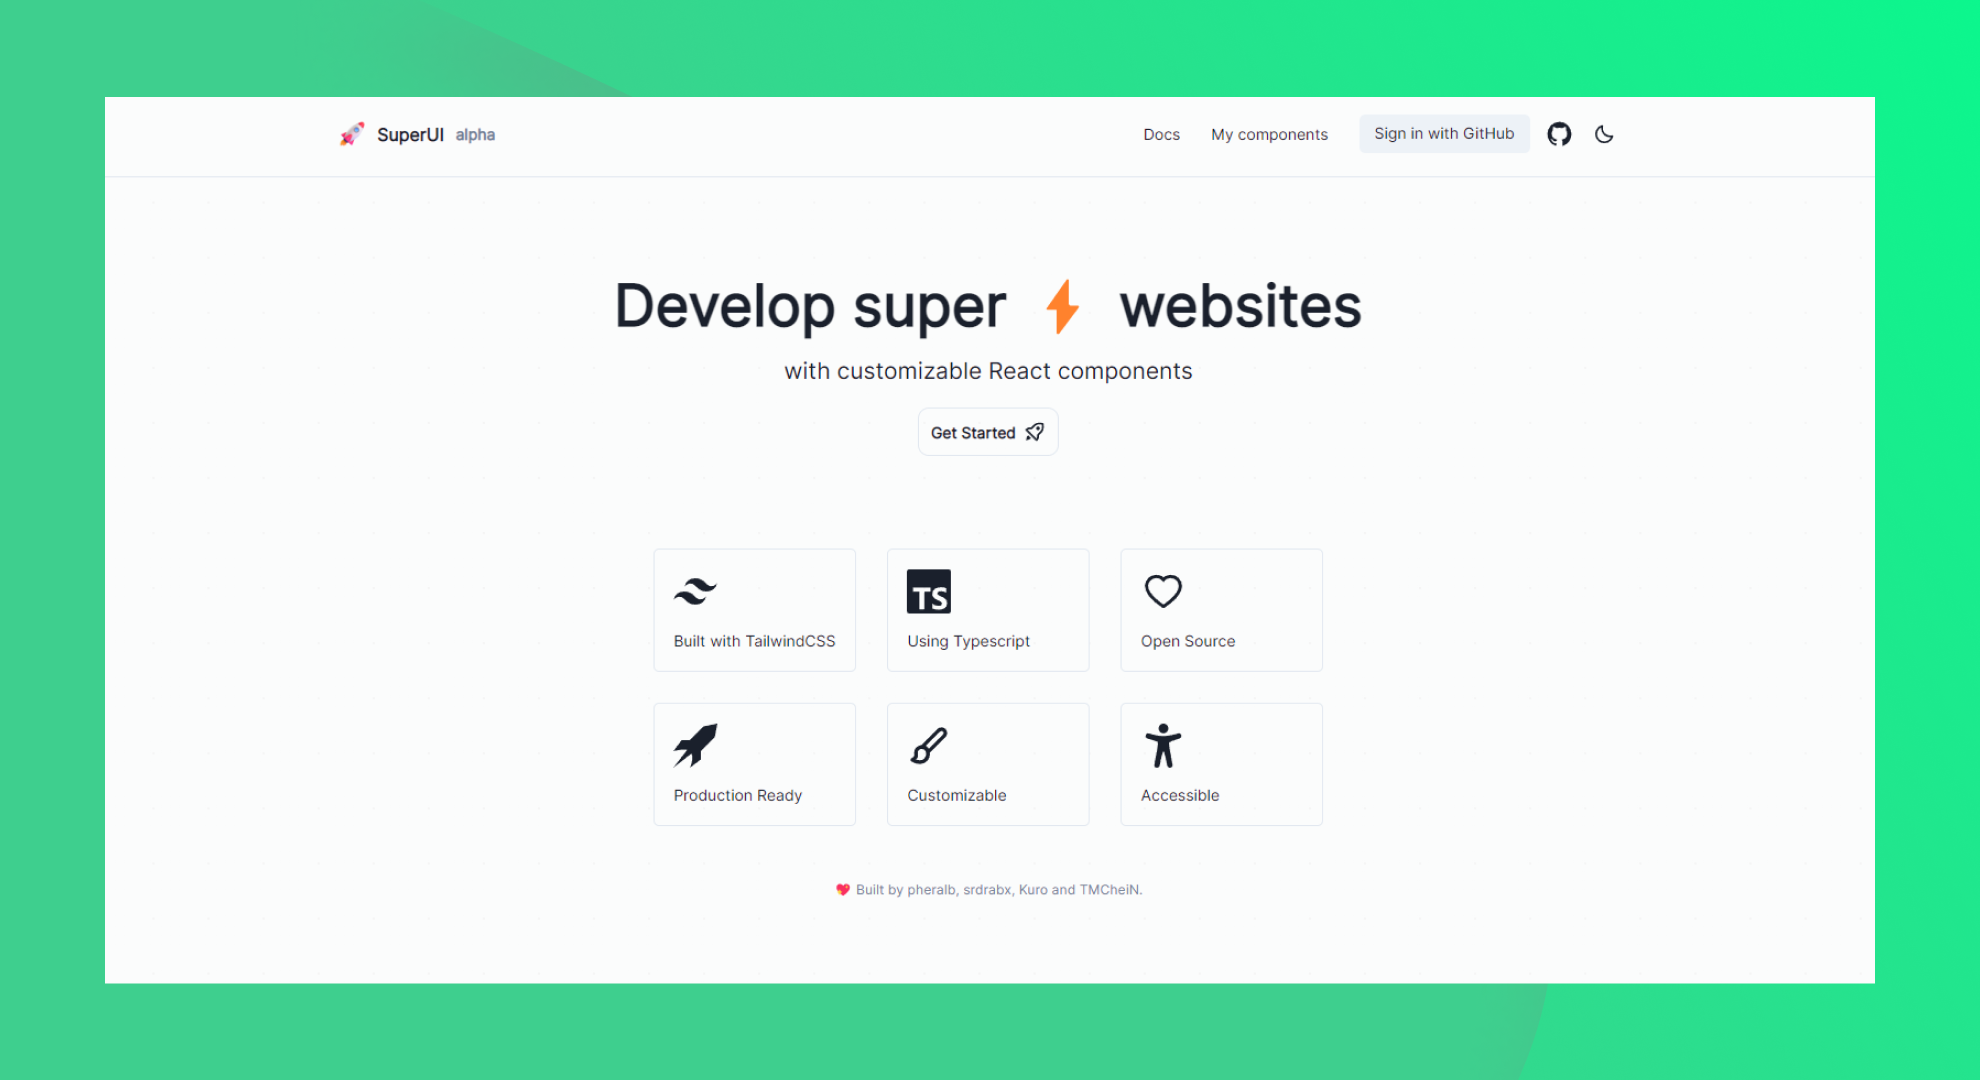 SuperUI alpha
Docs My components Sign in with GitHub
Develop super websites
with customizable React components
Get Started
Built with TailwindCSS
TS
Using Typescript
Open Source
Production Ready
Customizable
Accessible
Built by pheralb, srdrabx, Kuro and TMCheiN.